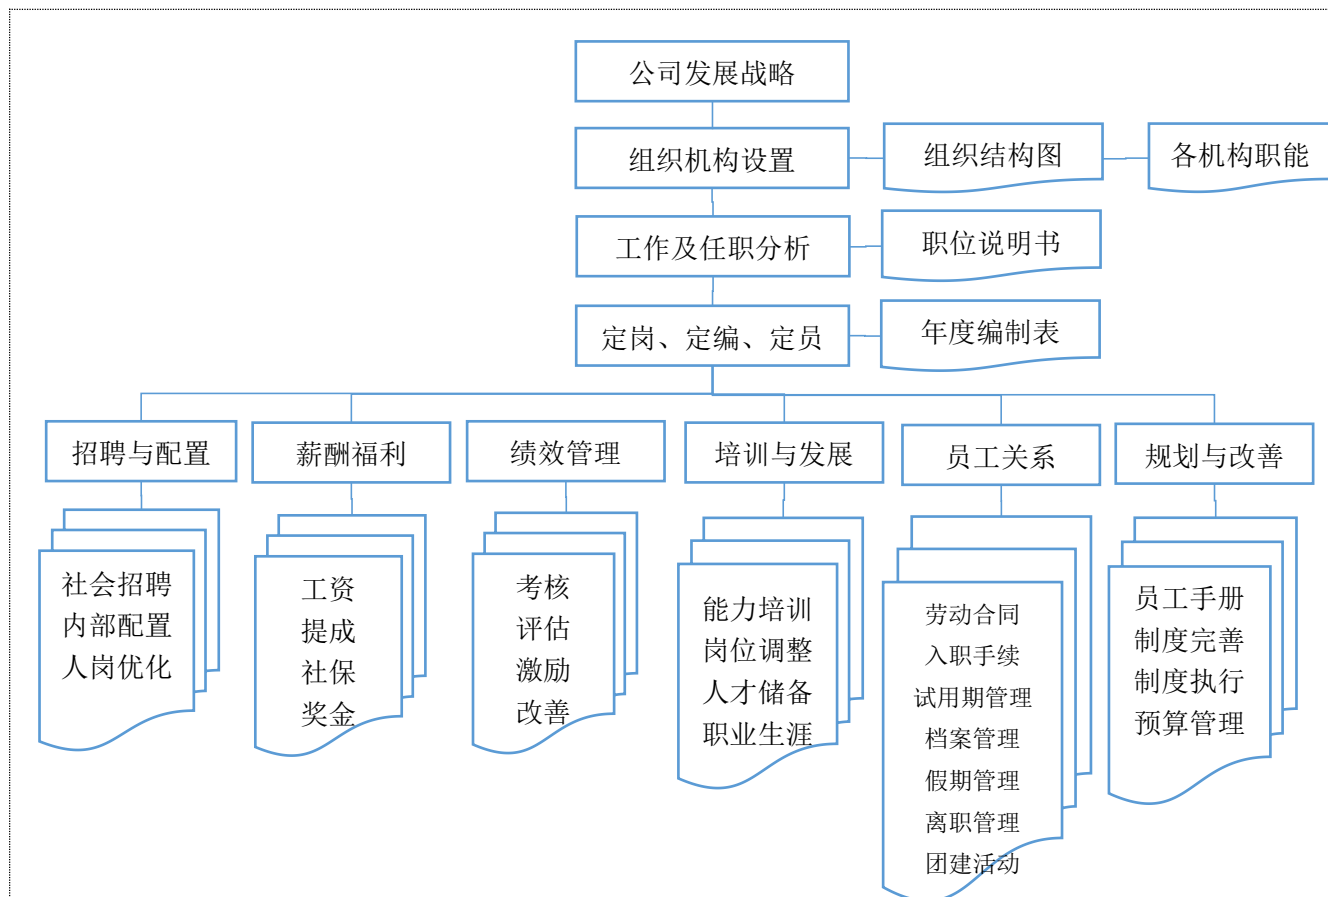 公司发展战略
组织机构设置
组织结构图
各机构职能
工作及任职分析
职位说明书
定岗、定编、定员
年度编制表
招聘与配置
薪酬福利
绩效管理
培训与发展
员工关系
规划与改善
社会招聘
内部配置
人岗优化
工资
提成
社保
奖金
考核
评估
激励
改善
能力培训
岗位调整
人才储备
职业生涯
劳动合同
入职手续
试用期管理
档案管理
假期管理
离职管理
团建活动
员工手册
制度完善
制度执行
预算管理